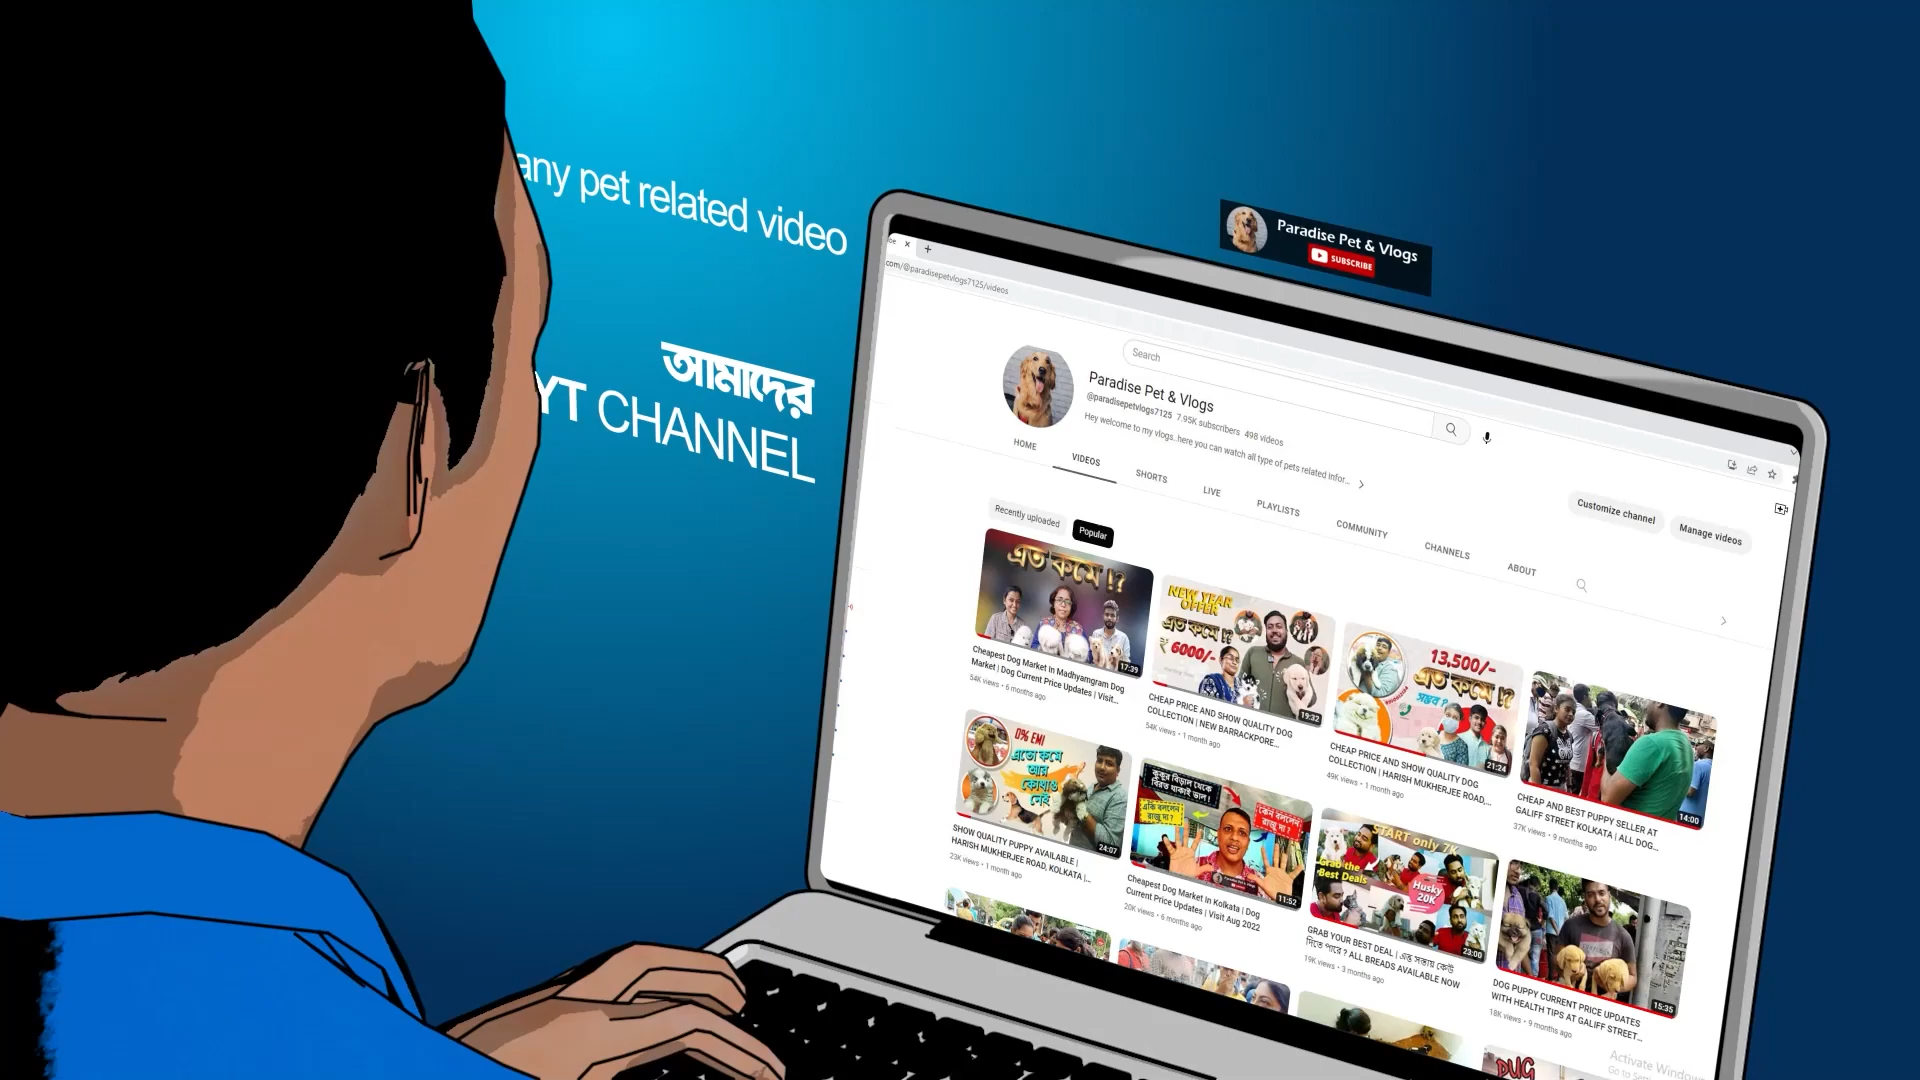 any pet related video
আমাদের
YT CHANNEL
Paradise Pet & Vlogs
SUBSCRIBE
.com/@paradisepetvlogs7125/videos
Search
Paradise Pet & Vlogs
@paradisepetvlogs7125 7.95K subscribers 498 videos
Hey welcome to my vlogs..here you can watch all type of pets related infor...
HOME VIDEOS SHORTS LIVE PLAYLISTS COMMUNITY CHANNELS ABOUT
Customize channel Manage videos
Recently uploaded Popular
এত কমে !?
17:39
Cheapest Dog Market In Madhyamgram Dog
Market | Dog Current Price Updates | Visit...
54K views • 6 months ago
NEW YEAR
OFFER
এত কমে !?
₹ 6000/-
19:32
CHEAP PRICE AND SHOW QUALITY DOG
COLLECTION | NEW BARRACKPORE...
54K views • 1 month ago
13,500/-
এত কমে !?
সম্ভব ?
21:24
CHEAP PRICE AND SHOW QUALITY DOG
COLLECTION | HARISH MUKHERJEE ROAD,...
49K views • 1 month ago
14:00
CHEAP AND BEST PUPPY SELLER AT
GALIFF STREET KOLKATA | ALL DOG...
37K views • 9 months ago
0% EMI
এতো কমে
আর
কোথাও
নেই
24:07
SHOW QUALITY PUPPY AVAILABLE |
HARISH MUKHERJEE ROAD, KOLKATA |...
23K views • 1 month ago
কুকুর বিড়াল থেকে
বিরত থাকাই ভাল !
একি বললেন
রাজু দা ?
কেন বললেন
রাজু দা ?
11:52
Cheapest Dog Market In Kolkata | Dog
Current Price Updates | Visit Aug 2022
20K views • 6 months ago
START only 7K
Grab the
Best Deals
Husky
20K
23:00
GRAB YOUR BEST DEAL | এত সস্তায় কেউ
দিতে পারে ? ALL BREADS AVAILABLE NOW
19K views • 3 months ago
15:35
DOG PUPPY CURRENT PRICE UPDATES
WITH HEALTH TIPS AT GALIFF STREET...
18K views • 9 months ago
PUG
Activate Windows